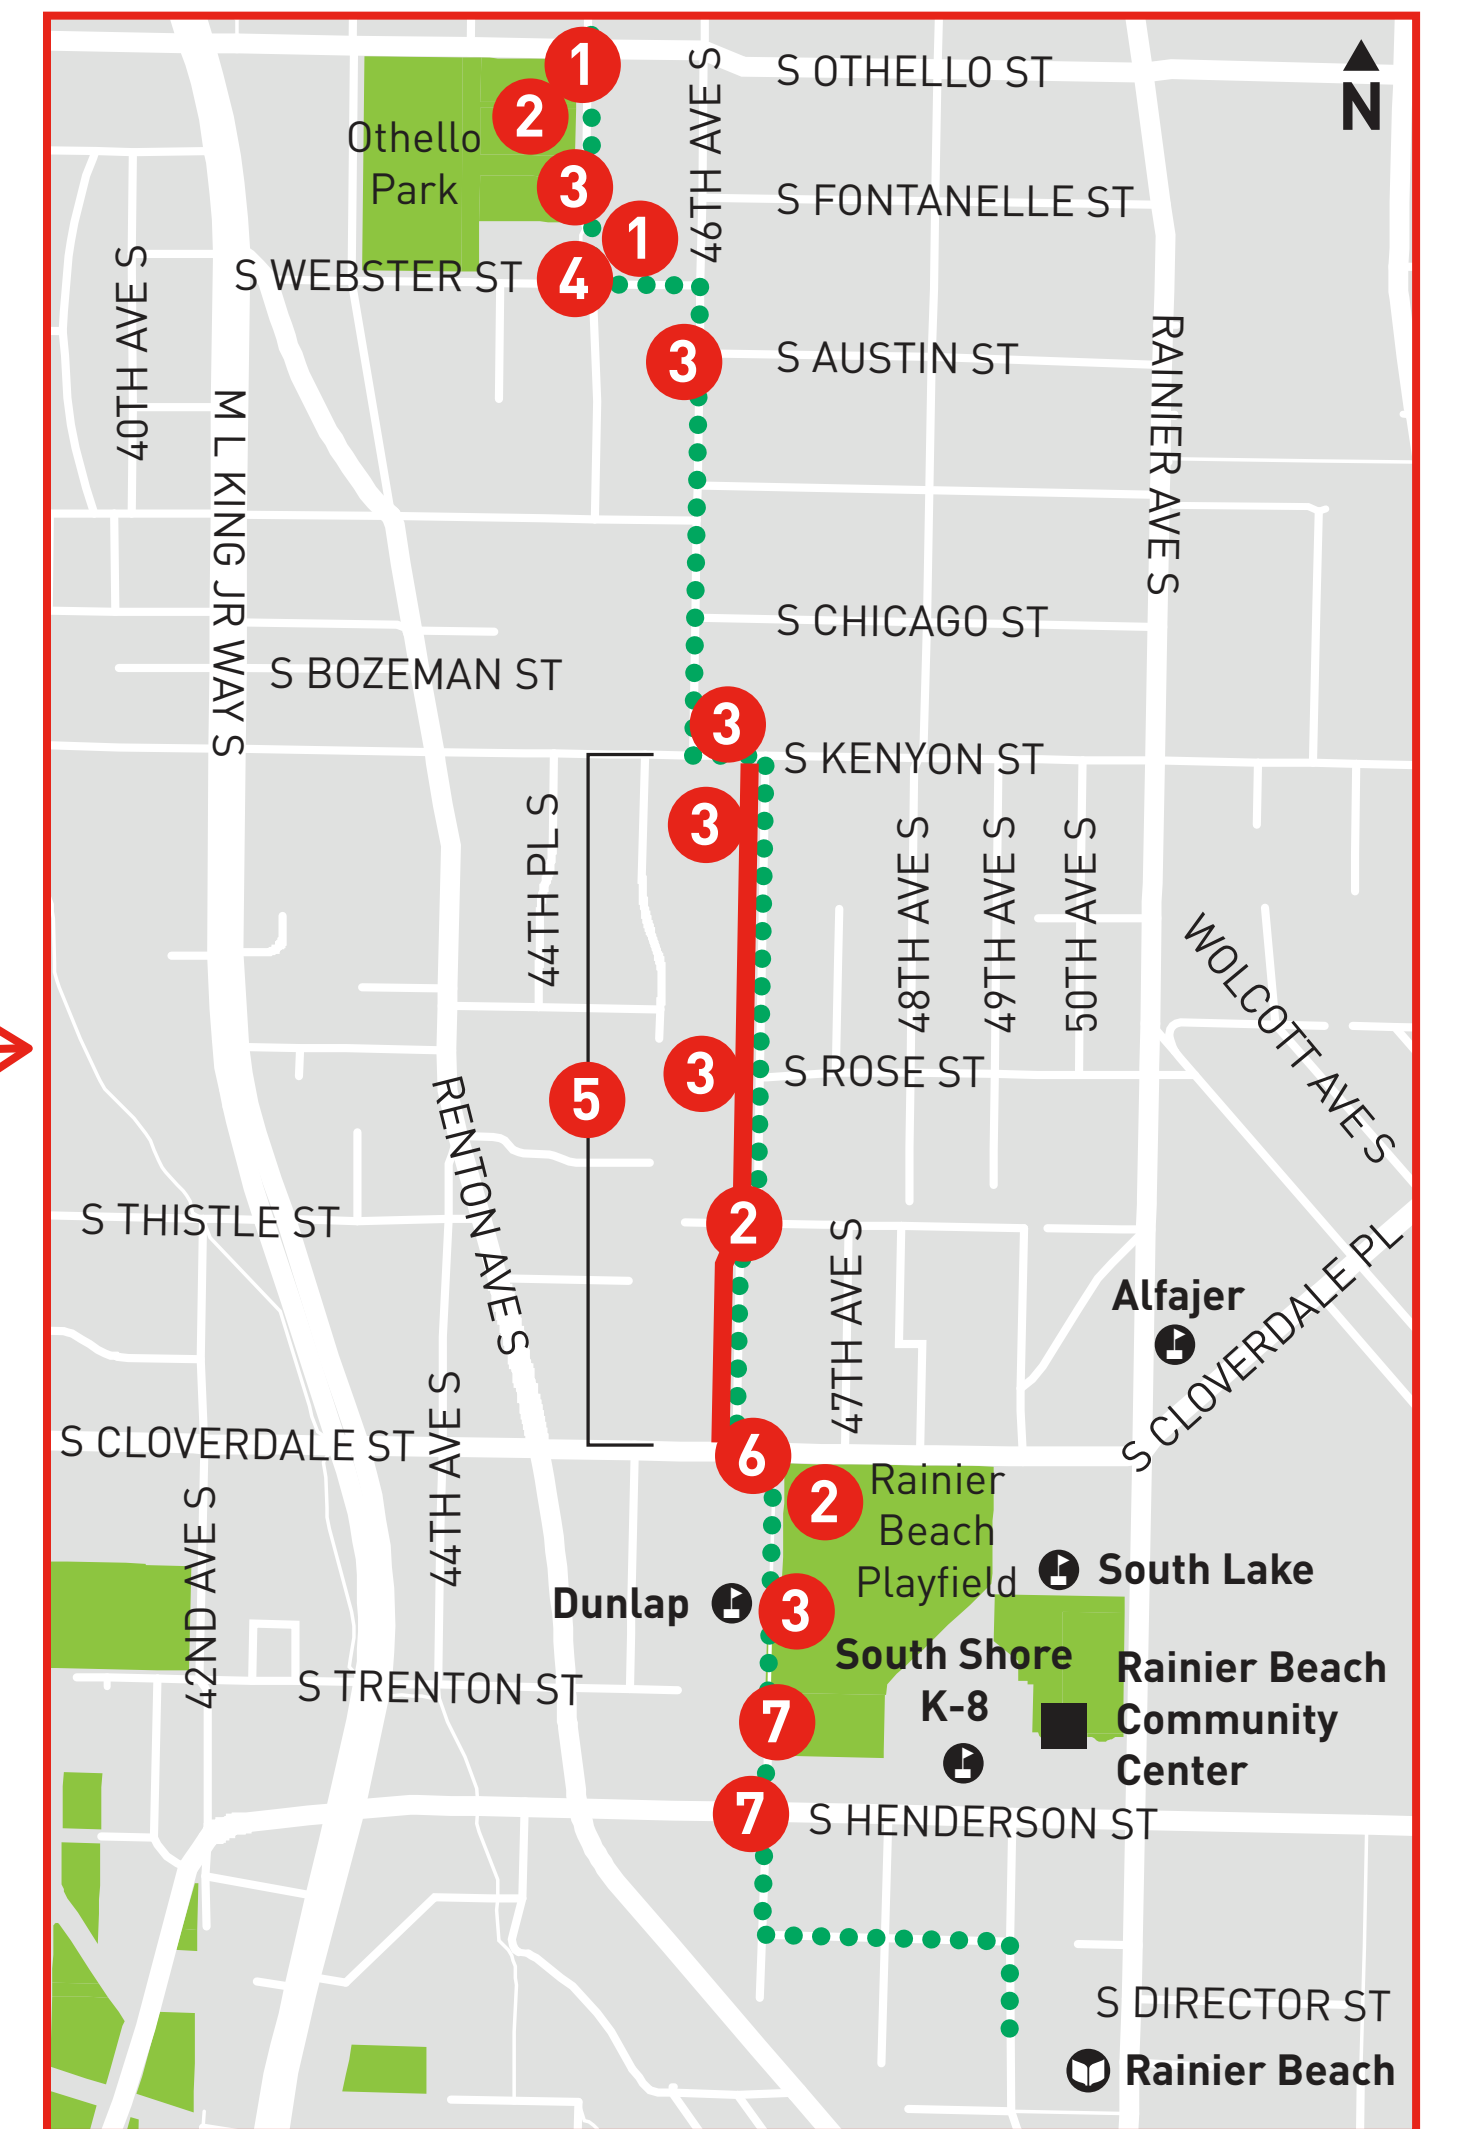 1
S OTHELLO ST
N
2
Othello
Park
46TH AVE S
3
S FONTANELLE ST
1
S WEBSTER ST
4
40TH AVE S
3
S AUSTIN ST
RAINIER AVE S
M L KING JR WAY S
S CHICAGO ST
S BOZEMAN ST
3
S KENYON ST
3
44TH PL S
48TH AVE S
49TH AVE S
50TH AVE S
WOLCOTT AVE S
3
S ROSE ST
5
RENTON AVE S
S THISTLE ST
2
47TH AVE S
Alfajer
S CLOVERDALE PL
S CLOVERDALE ST
44TH AVE S
6
2
Rainier
Beach
Playfield
42ND AVE S
South Lake
Dunlap
3
South Shore
K-8
Rainier Beach
Community
Center
S TRENTON ST
7
7
S HENDERSON ST
S DIRECTOR ST
Rainier Beach